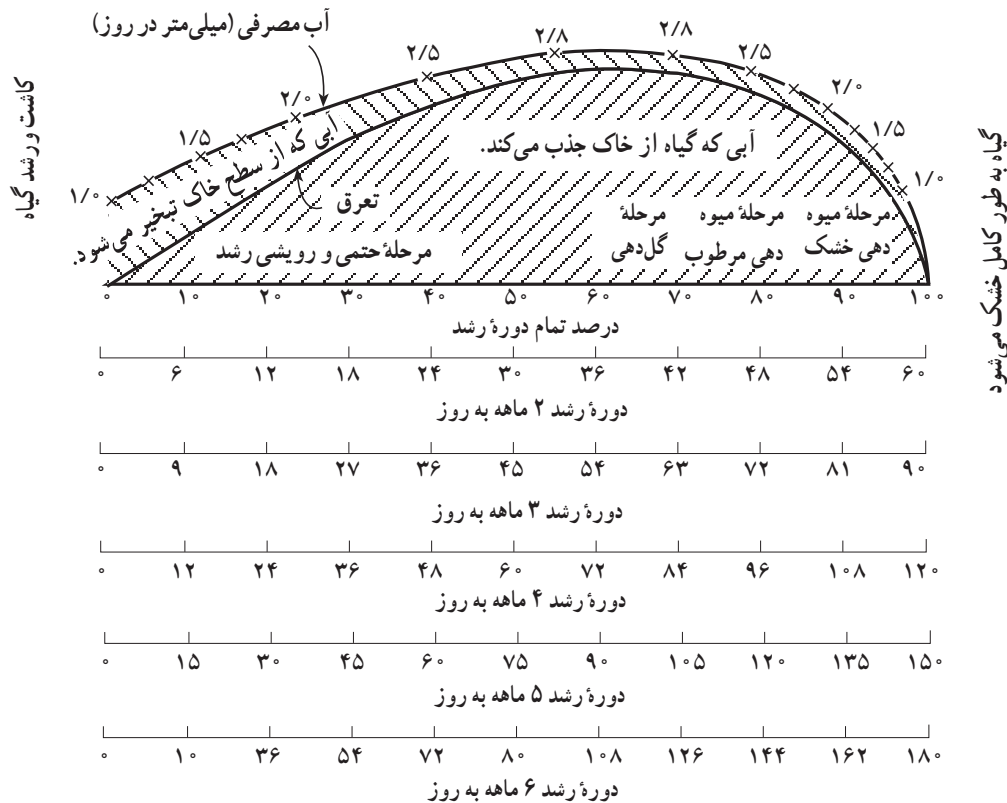 آب مصرفی (میلی‌متر در روز)
۱/۰
۱/۵
۲/۰
۲/۵
۲/۸
۲/۸
۲/۵
۲/۰
۱/۵
۱/۰
کاشت و رشد گیاه
گیاه به طور کامل خشک می‌شود
آبی که از سطح خاک تبخیر می‌شود.
آبی که گیاه از خاک جذب می‌کند.
تعرق
مرحلهٔ حتمی و رویشی رشد
مرحلهٔ
گل‌دهی
مرحلهٔ میوه
دهی مرطوب
مرحلهٔ میوه
دهی خشک
۰ ۱۰ ۲۰ ۳۰ ۴۰ ۵۰ ۶۰ ۷۰ ۸۰ ۹۰ ۱۰۰
درصد تمام دورهٔ رشد
۰ ۶ ۱۲ ۱۸ ۲۴ ۳۰ ۳۶ ۴۲ ۴۸ ۵۴ ۶۰
دورهٔ رشد ۲ ماهه به روز
۰ ۹ ۱۸ ۲۷ ۳۶ ۴۵ ۵۴ ۶۳ ۷۲ ۸۱ ۹۰
دورهٔ رشد ۳ ماهه به روز
۰ ۱۲ ۲۴ ۳۶ ۴۸ ۶۰ ۷۲ ۸۴ ۹۶ ۱۰۸ ۱۲۰
دورهٔ رشد ۴ ماهه به روز
۰ ۱۵ ۳۰ ۴۵ ۶۰ ۷۵ ۹۰ ۱۰۵ ۱۲۰ ۱۳۵ ۱۵۰
دورهٔ رشد ۵ ماهه به روز
۰ ۱۰ ۳۶ ۵۴ ۷۲ ۸۰ ۱۰۸ ۱۲۶ ۱۴۴ ۱۶۲ ۱۸۰
دورهٔ رشد ۶ ماهه به روز